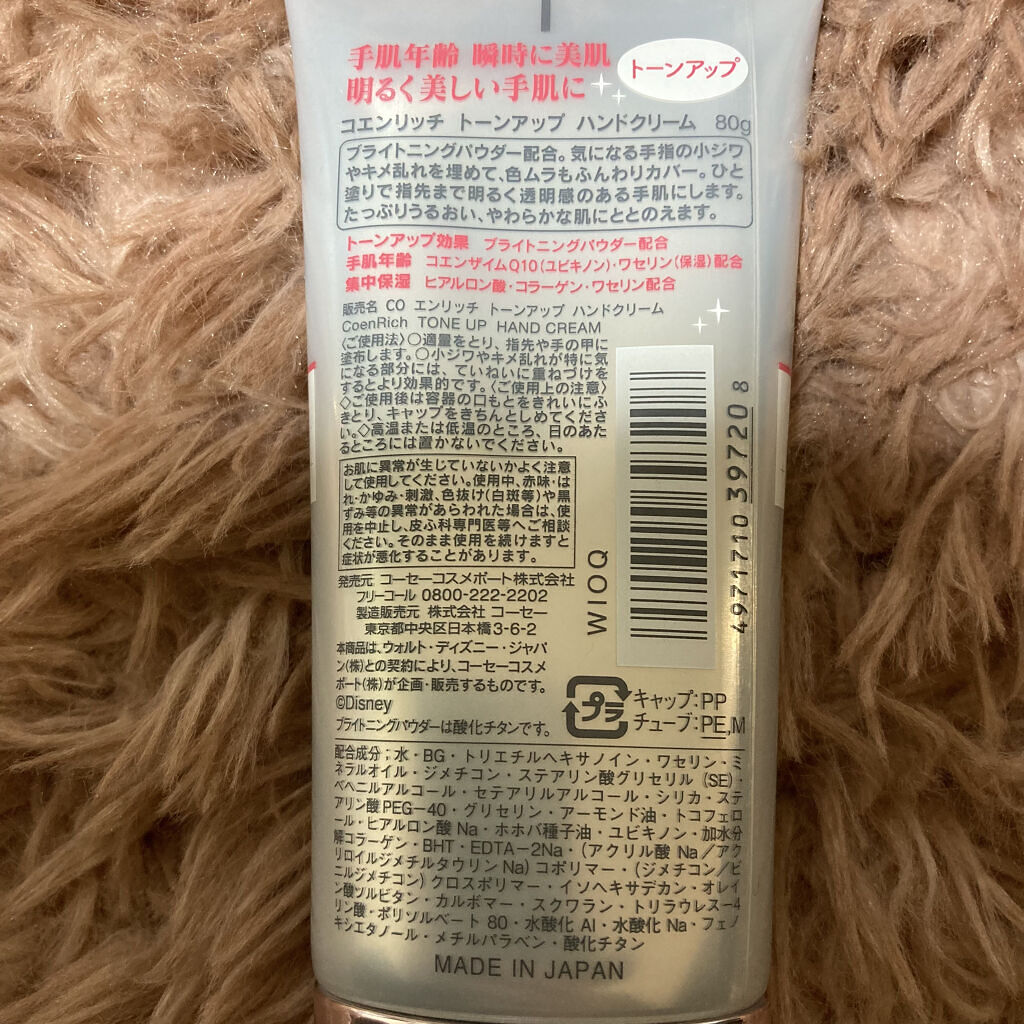 手肌年齢 瞬時に美肌
明るく美しい手肌に
トーンアップ
コエンリッチ トーンアップ ハンドクリーム 80g
ブライトニングパウダー配合。気になる手指の小ジワ
やキメ乱れを埋めて、色ムラもふんわりカバー。ひと
塗りで指先まで明るく透明感のある手肌にします。
たっぷりうるおい、やわらかな肌にととのえます。
トーンアップ効果 ブライトニングパウダー配合
手肌年齢 コエンザイムQ10(ユビキノン)・ワセリン(保湿)配合
集中保湿 ヒアルロン酸・コラーゲン・ワセリン配合
販売名 CO エンリッチ トーンアップ ハンドクリーム
CoenRich TONE UP HAND CREAM
〈ご使用法〉○適量をとり、指先や手の甲に
塗布します。○小ジワやキメ乱れが特に気
になる部分には、ていねいに重ねづけを
するとより効果的です。〈ご使用上の注意〉
◇ご使用後は容器の口もとをきれいにふ
きとり、キャップをきちんとしめてくださ
い。◇高温または低温のところ、日のあた
るところには置かないでください。
お肌に異常が生じていないかよく注意
して使用してください。使用中、赤味・は
れ・かゆみ・刺激、色抜け(白斑等)や黒
ずみ等の異常があらわれた場合は、使
用を中止し、皮ふ科専門医等へご相談
ください。そのまま使用を続けますと
症状が悪化することがあります。
発売元 コーセーコスメポート株式会社
フリーコール 0800-222-2202
製造販売元 株式会社 コーセー
東京都中央区日本橋3-6-2
本商品は、ウォルト・ディズニー・ジャパ
ン(株)との契約により、コーセーコスメ
ポート(株)が企画・販売するものです。
©Disney
ブライトニングパウダーは酸化チタンです。
WIOQ
4971710397208
プラ
キャップ:PP
チューブ:PE,M
配合成分;水・BG・トリエチルヘキサノイン・ワセリン・ミ
ネラルオイル・ジメチコン・ステアリン酸グリセリル(SE)・
ベヘニルアルコール・セテアリルアルコール・シリカ・ステ
アリン酸PEG-40・グリセリン・アーモンド油・トコフェロ
ール・ヒアルロン酸Na・ホホバ種子油・ユビキノン・加水分
解コラーゲン・BHT・EDTA-2Na・(アクリル酸Na/アク
リロイルジメチルタウリンNa)コポリマー・(ジメチコン/ビ
ニルジメチコン)クロスポリマー・イソヘキサデカン・オレイ
ン酸ソルビタン・カルボマー・スクワラン・トリラウレス-4
リン酸・ポリソルベート80・水酸化Al・水酸化Na・フェノ
キシエタノール・メチルパラベン・酸化チタン
MADE IN JAPAN